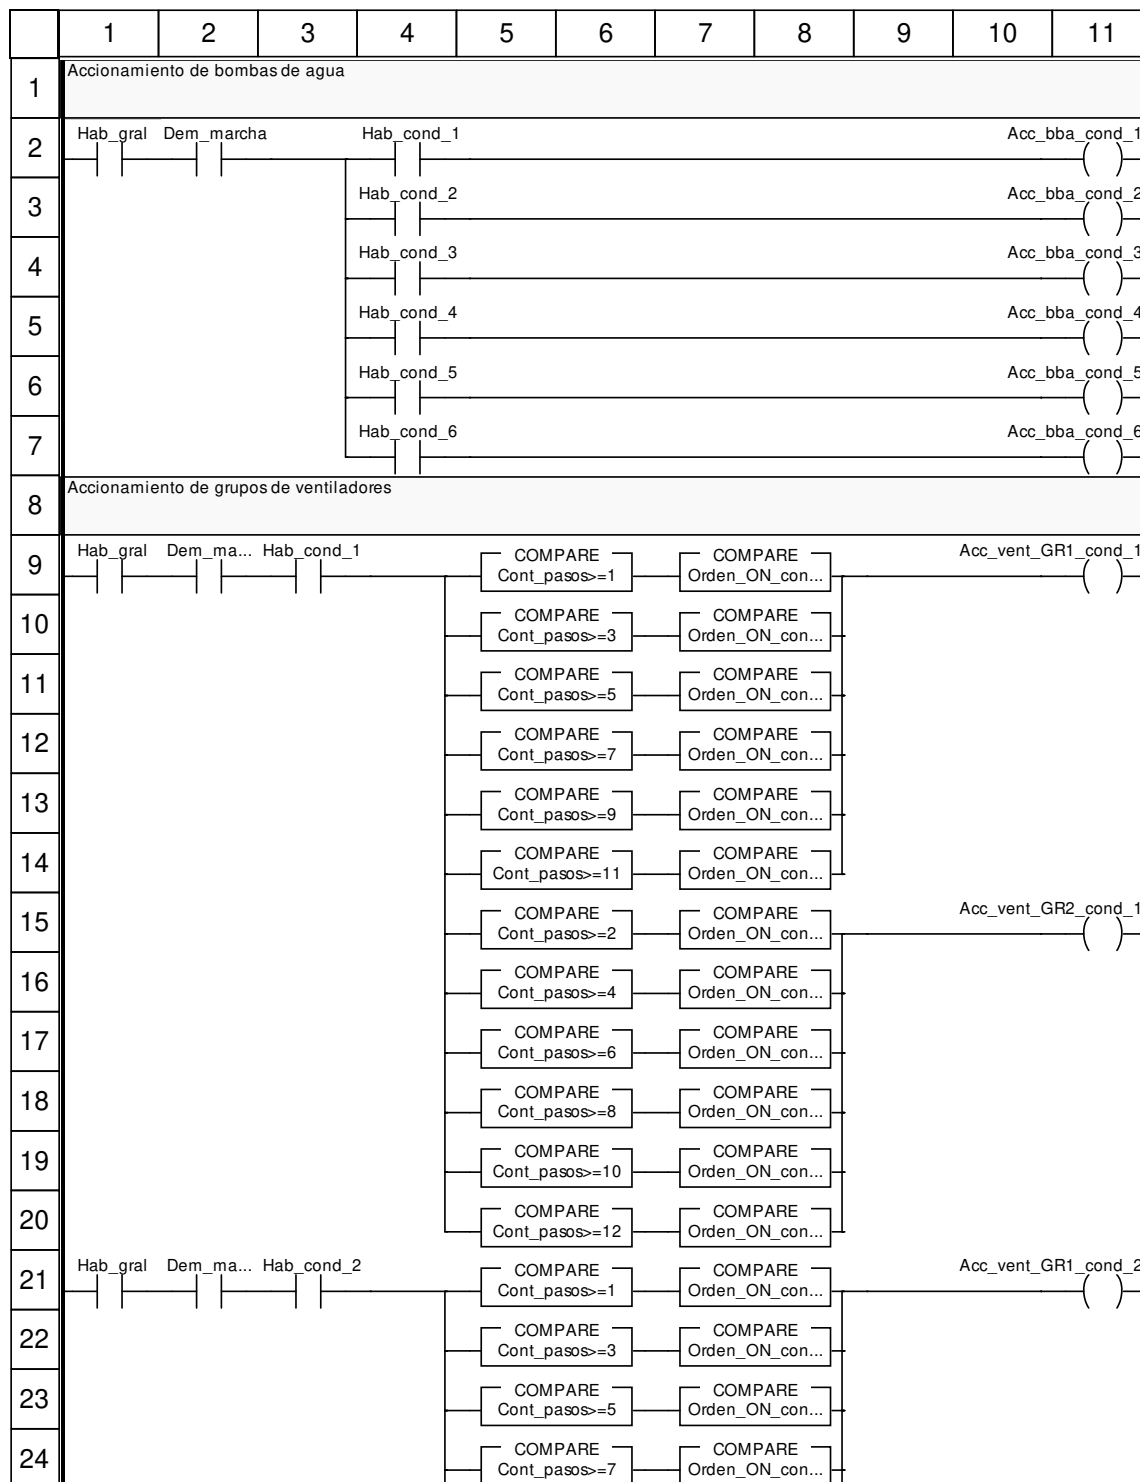 1 2 3 4 5 6 7 8 9 10 11
1 Accionamiento de bombas de agua
2 Hab_gral Dem_marcha Hab_cond_1 Acc_bba_cond_1
3 Hab_cond_2 Acc_bba_cond_2
4 Hab_cond_3 Acc_bba_cond_3
5 Hab_cond_4 Acc_bba_cond_4
6 Hab_cond_5 Acc_bba_cond_5
7 Hab_cond_6 Acc_bba_cond_6
8 Accionamiento de grupos de ventiladores
9 Hab_gral Dem_ma... Hab_cond_1 COMPARE COMPARE Acc_vent_GR1_cond_1
Cont_pasos>=1 Orden_ON_con...
10 COMPARE COMPARE
Cont_pasos>=3 Orden_ON_con...
11 COMPARE COMPARE
Cont_pasos>=5 Orden_ON_con...
12 COMPARE COMPARE
Cont_pasos>=7 Orden_ON_con...
13 COMPARE COMPARE
Cont_pasos>=9 Orden_ON_con...
14 COMPARE COMPARE
Cont_pasos>=11 Orden_ON_con...
15 COMPARE COMPARE Acc_vent_GR2_cond_1
Cont_pasos>=2 Orden_ON_con...
16 COMPARE COMPARE
Cont_pasos>=4 Orden_ON_con...
17 COMPARE COMPARE
Cont_pasos>=6 Orden_ON_con...
18 COMPARE COMPARE
Cont_pasos>=8 Orden_ON_con...
19 COMPARE COMPARE
Cont_pasos>=10 Orden_ON_con...
20 COMPARE COMPARE
Cont_pasos>=12 Orden_ON_con...
21 Hab_gral Dem_ma... Hab_cond_2 COMPARE COMPARE Acc_vent_GR1_cond_2
Cont_pasos>=1 Orden_ON_con...
22 COMPARE COMPARE
Cont_pasos>=3 Orden_ON_con...
23 COMPARE COMPARE
Cont_pasos>=5 Orden_ON_con...
24 COMPARE COMPARE
Cont_pasos>=7 Orden_ON_con...